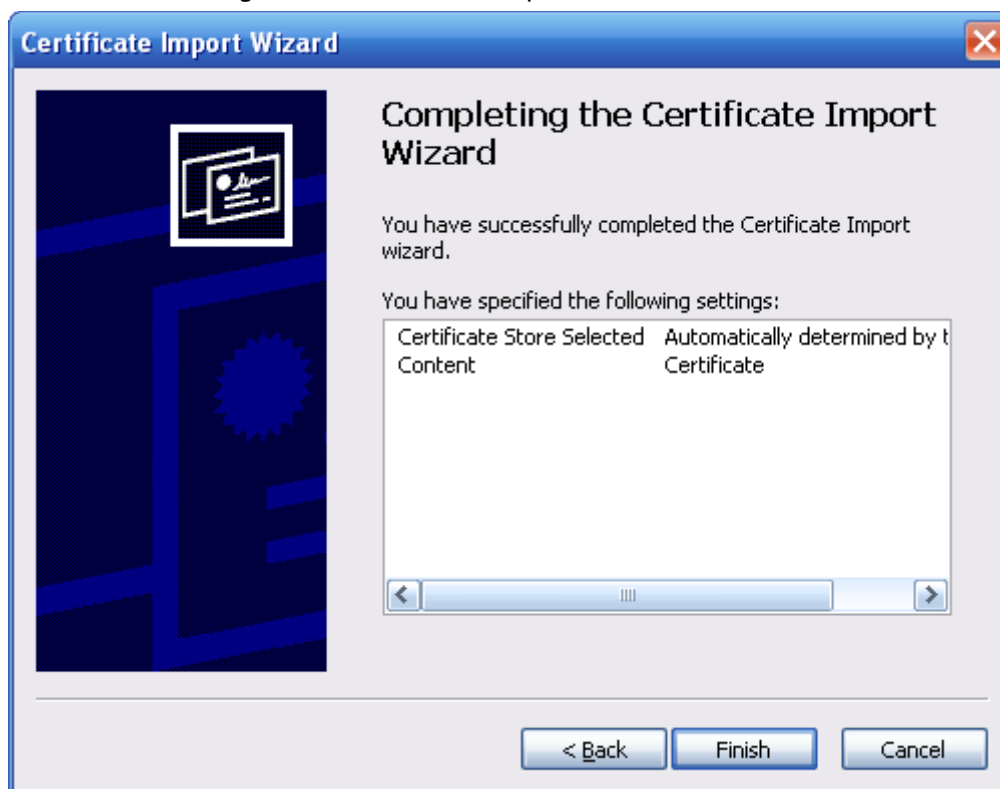 Certificate Import Wizard
Completing the Certificate Import
Wizard
You have successfully completed the Certificate Import
wizard.
You have specified the following settings:
Certificate Store Selected Automatically determined by t
Content Certificate
< Back Finish Cancel